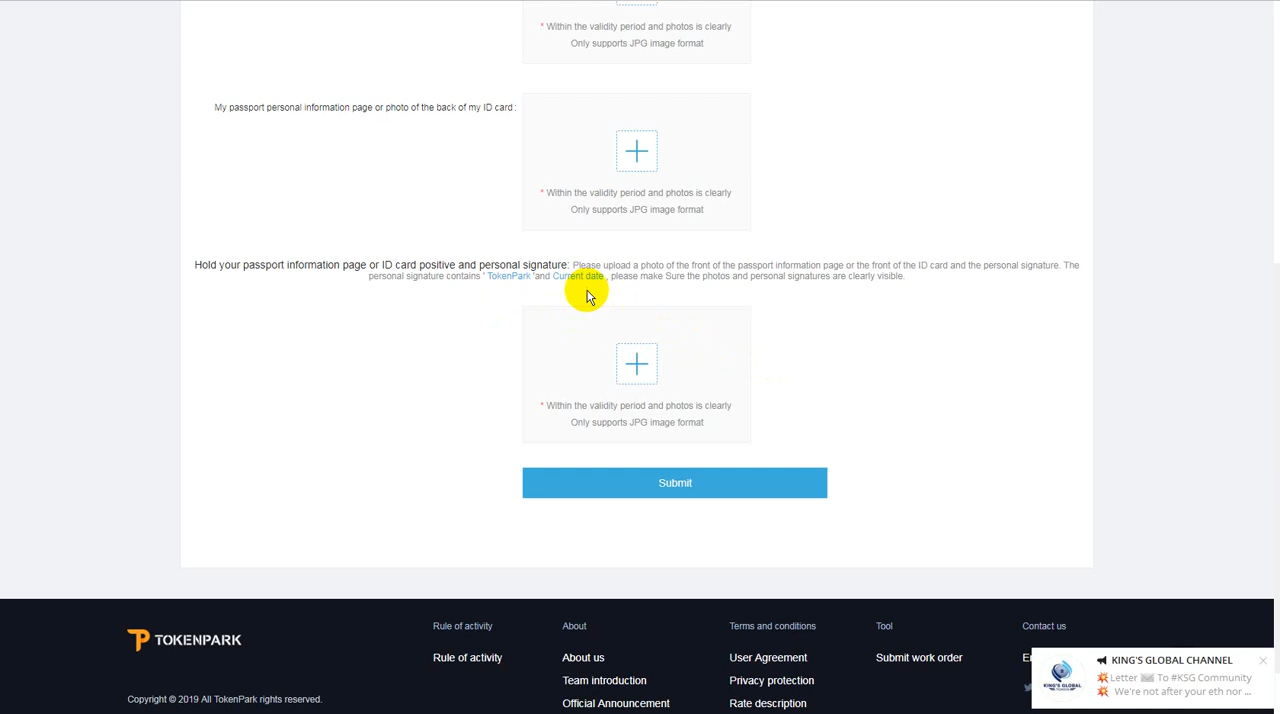 * Within the validity period and photos is clearly
Only supports JPG image format
My passport personal information page or photo of the back of my ID card :
* Within the validity period and photos is clearly
Only supports JPG image format
Hold your passport information page or ID card positive and personal signature: Please upload a photo of the front of the passport information page or the front of the ID card and the personal signature. The
personal signature contains ' TokenPark 'and Current date , please make Sure the photos and personal signatures are clearly visible.
* Within the validity period and photos is clearly
Only supports JPG image format
Submit
TOKENPARK
Rule of activity
About
Terms and conditions
Tool
Contact us
Rule of activity
About us
User Agreement
Submit work order
Team introduction
Privacy protection
Copyright © 2019 All TokenPark rights reserved.
Official Announcement
Rate description
KING'S GLOBAL CHANNEL
Letter To #KSG Community
We're not after your eth nor ...
KING'S GLOBAL